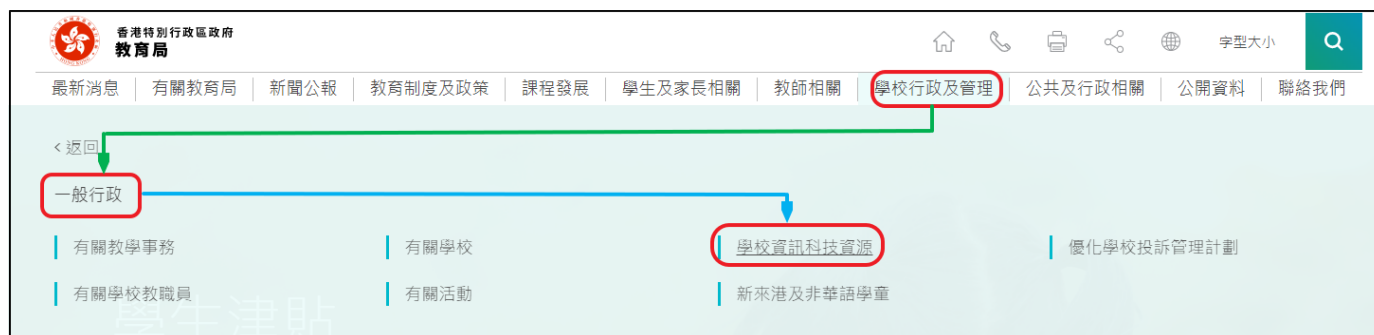 香港特別行政區政府
教育局
字型大小
最新消息 有關教育局 新聞公報 教育制度及政策 課程發展 學生及家長相關 教師相關 學校行政及管理 公共及行政相關 公開資料 聯絡我們
<返回
一般行政
有關教學事務 有關學校 學校資訊科技資源 優化學校投訴管理計劃
有關學校教職員 有關活動 新來港及非華語學童
學生津貼